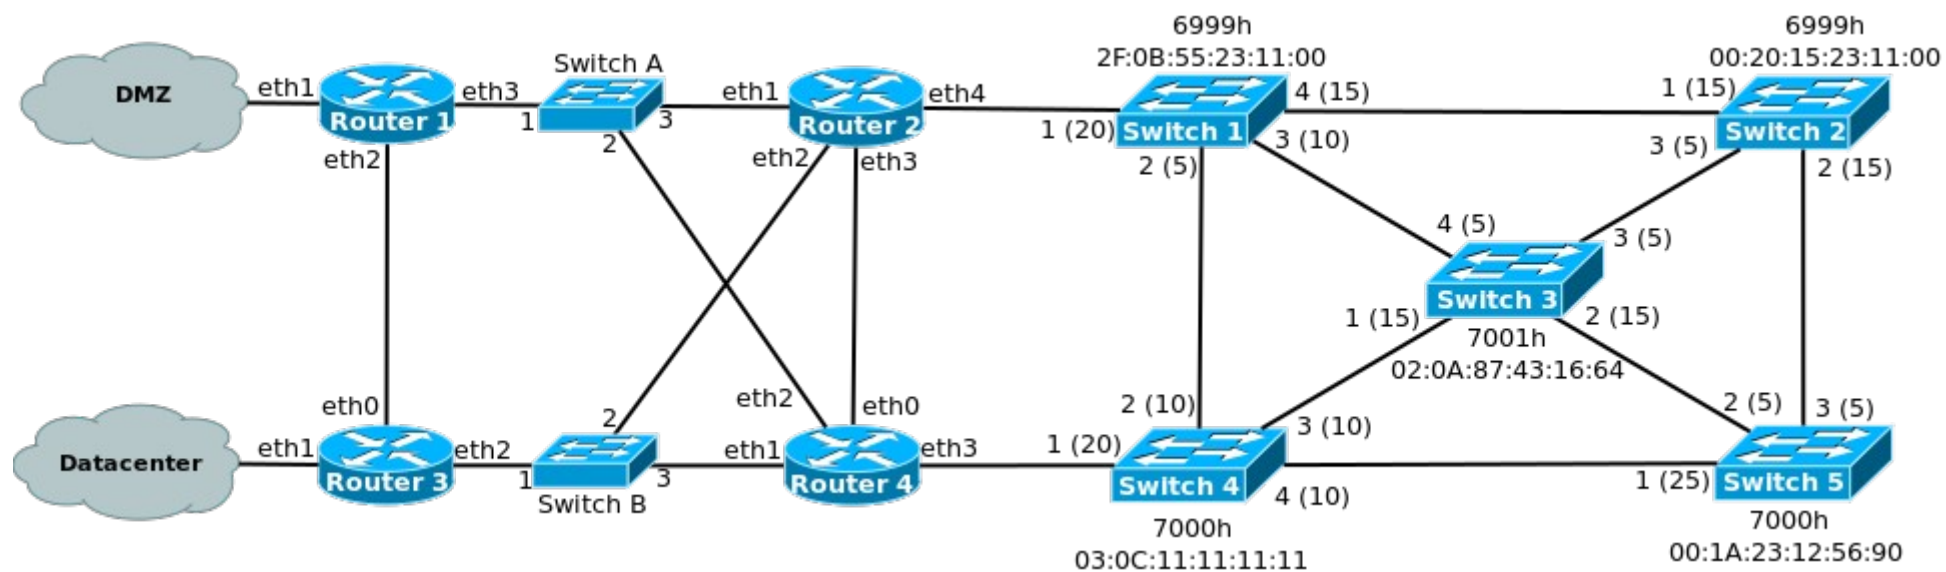 6999h
2F:0B:55:23:11:00
6999h
00:20:15:23:11:00
DMZ
eth1
Router 1
eth3
eth2
Switch A
1
2
3
eth1
Router 2
eth4
eth2
eth3
1 (20)
Switch 1
4 (15)
3 (10)
2 (5)
1 (15)
Switch 2
3 (5)
2 (15)
4 (5)
3 (5)
Switch 3
1 (15)
2 (15)
7001h
02:0A:87:43:16:64
Datacenter
eth1
eth0
Router 3
eth2
2
1
3
Switch B
eth2
eth0
eth1
Router 4
eth3
2 (10)
1 (20)
3 (10)
Switch 4
4 (10)
7000h
03:0C:11:11:11:11
2 (5)
3 (5)
1 (25)
Switch 5
7000h
00:1A:23:12:56:90